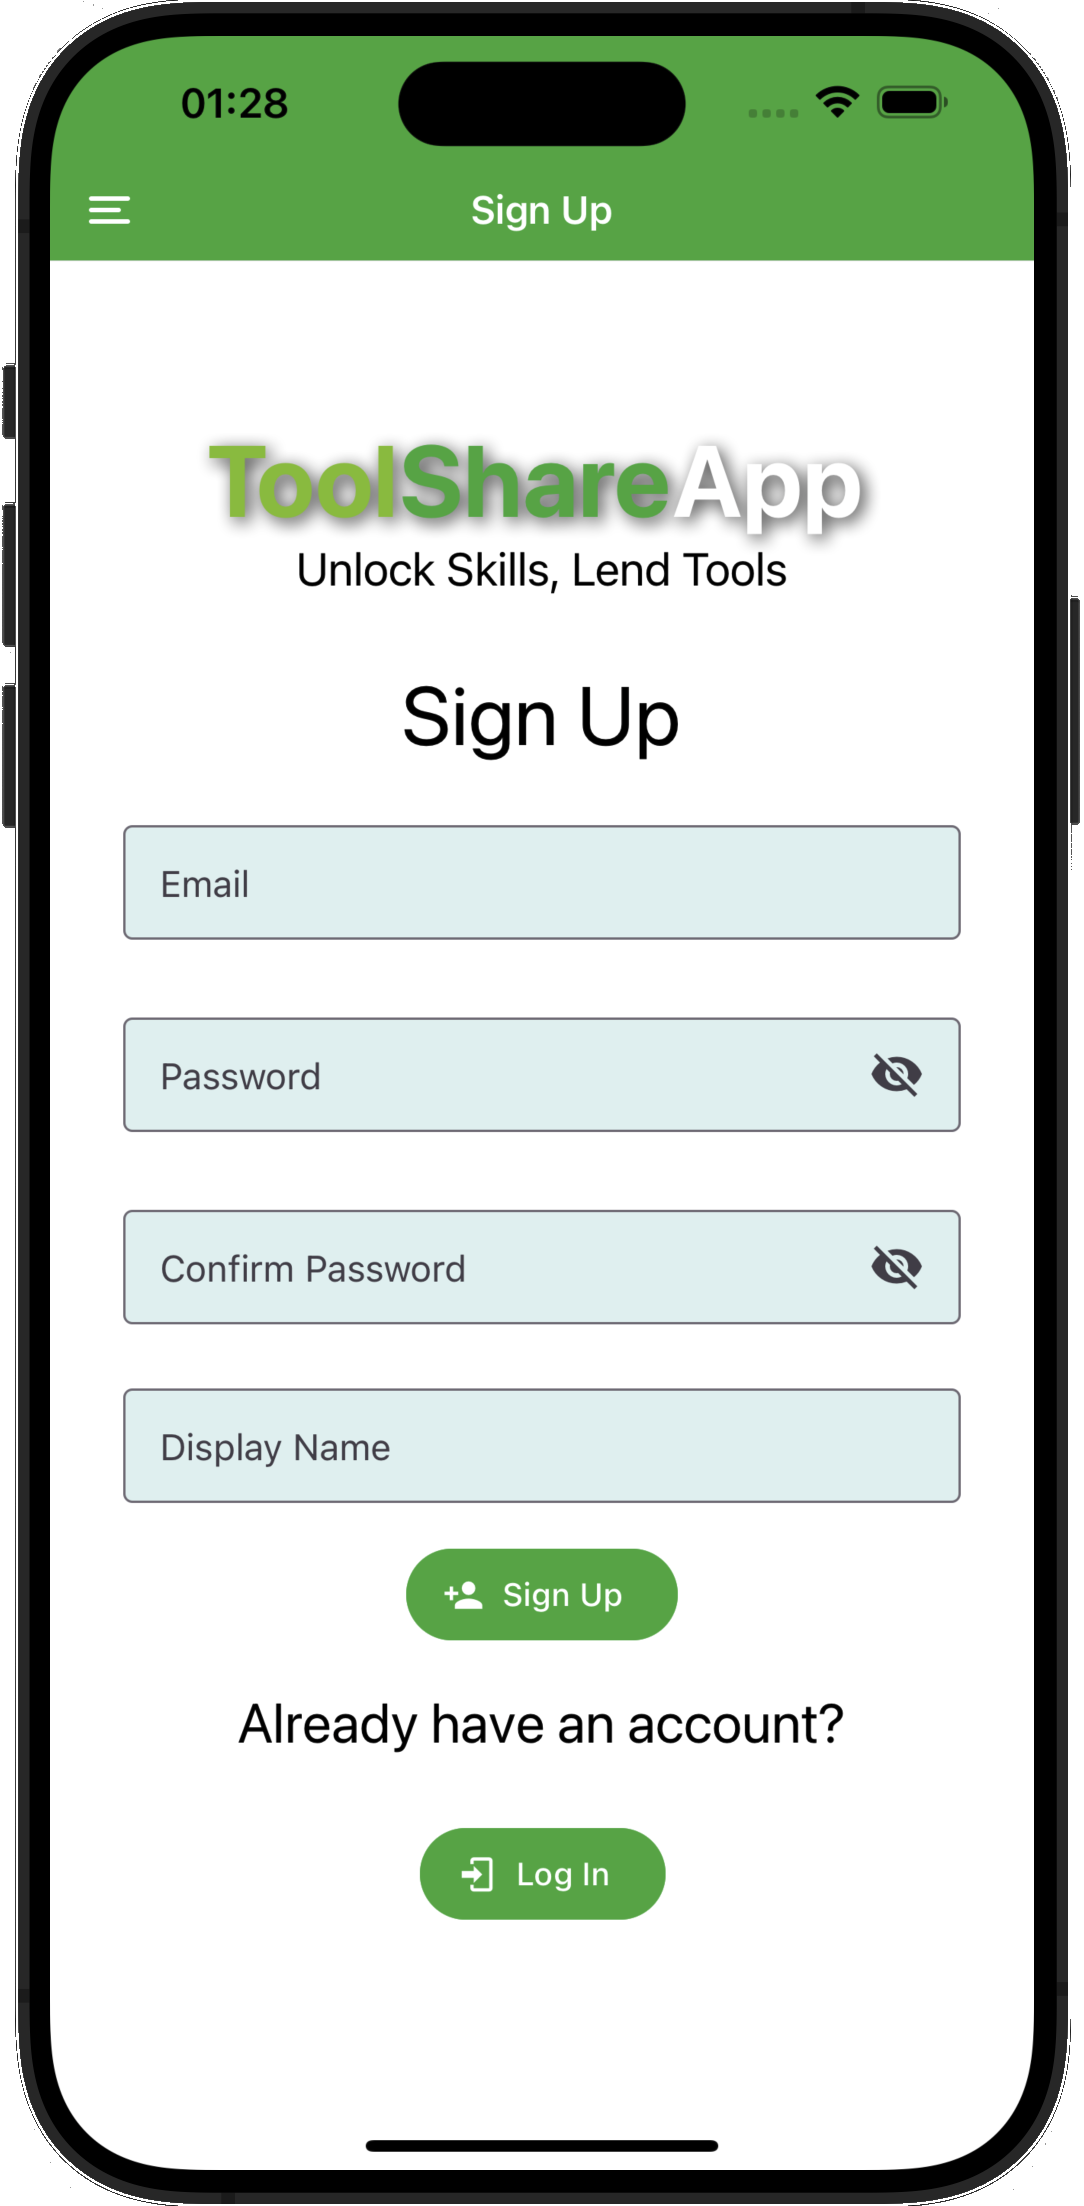 01:28
Sign Up
ToolShareApp
Unlock Skills, Lend Tools
Sign Up
Email
Password
Confirm Password
Display Name
Sign Up
Already have an account?
Log In